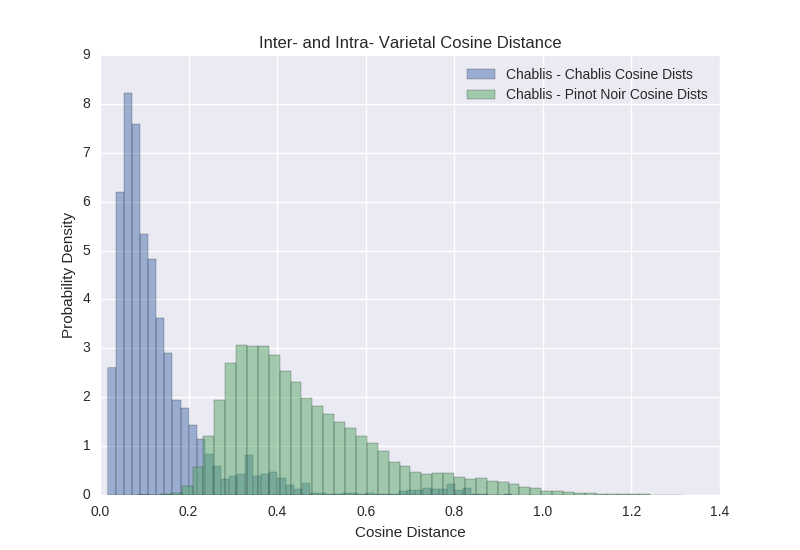 Inter- and Intra- Varietal Cosine Distance
Chablis - Chablis Cosine Dists
Chablis - Pinot Noir Cosine Dists
Probability Density
9
8
7
6
5
4
3
2
1
0
0.0 0.2 0.4 0.6 0.8 1.0 1.2 1.4
Cosine Distance